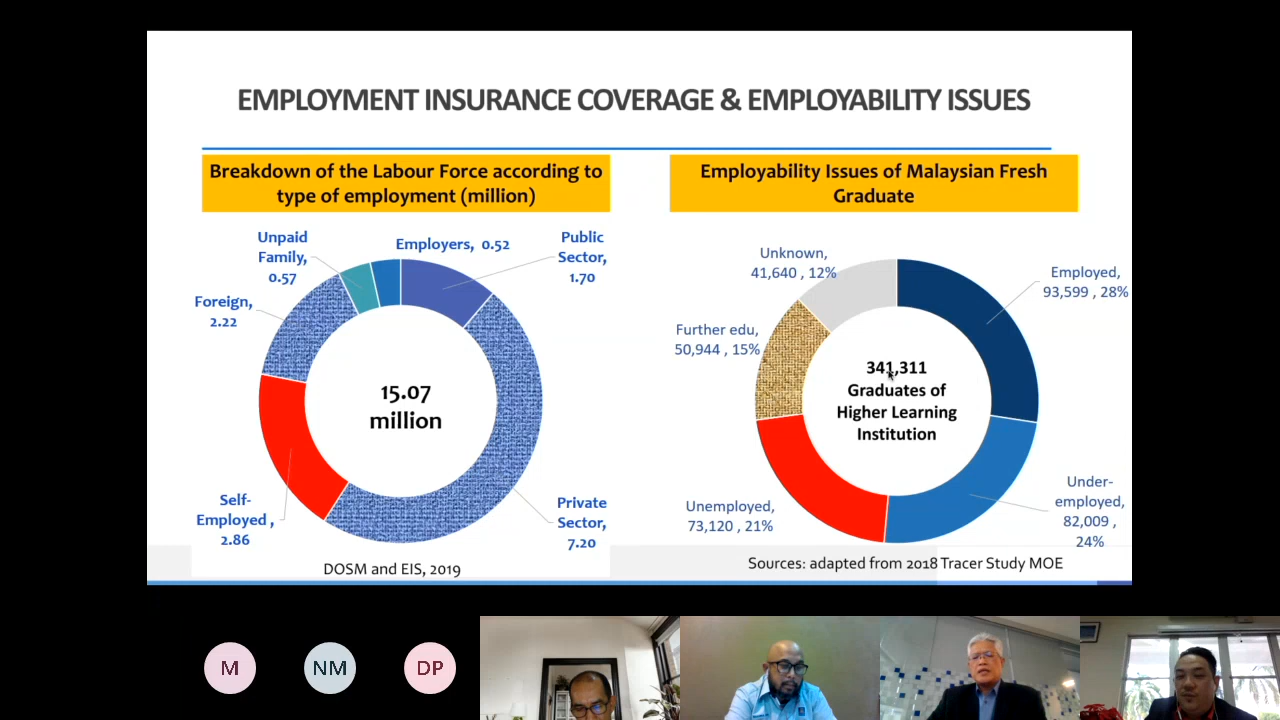 EMPLOYMENT INSURANCE COVERAGE & EMPLOYABILITY ISSUES
Breakdown of the Labour Force according to
type of employment (million)
Unpaid
Family,
0.57
Employers, 0.52
Public
Sector,
1.70
Foreign,
2.22
15.07
million
Self-
Employed ,
2.86
Private
Sector,
7.20
DOSM and EIS, 2019
Employability Issues of Malaysian Fresh
Graduate
Unknown,
41,640 , 12%
Employed,
93,599 , 28%
Further edu,
50,944 , 15%
341,311
Graduates of
Higher Learning
Institution
Unemployed,
73,120 , 21%
Under-
employed,
82,009 ,
24%
Sources: adapted from 2018 Tracer Study MOE
M
NM
DP